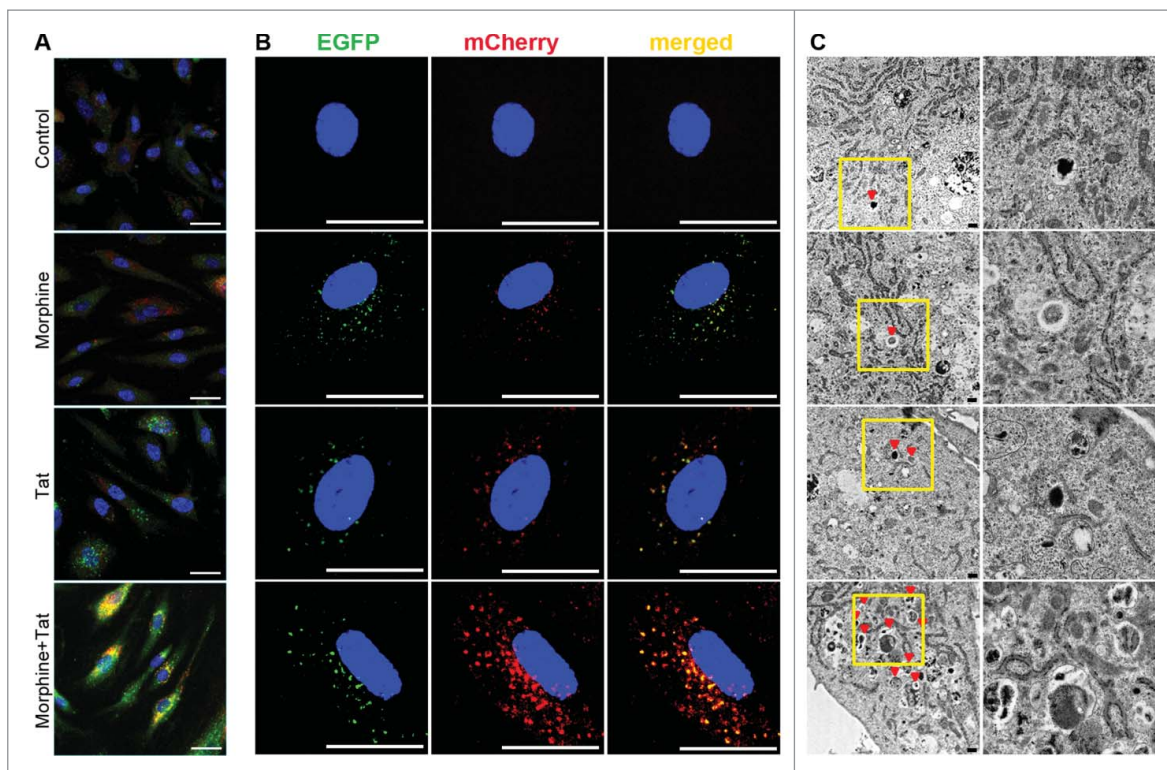 A
B
EGFP
mCherry
merged
C
Control
Morphine
Tat
Morphine+Tat